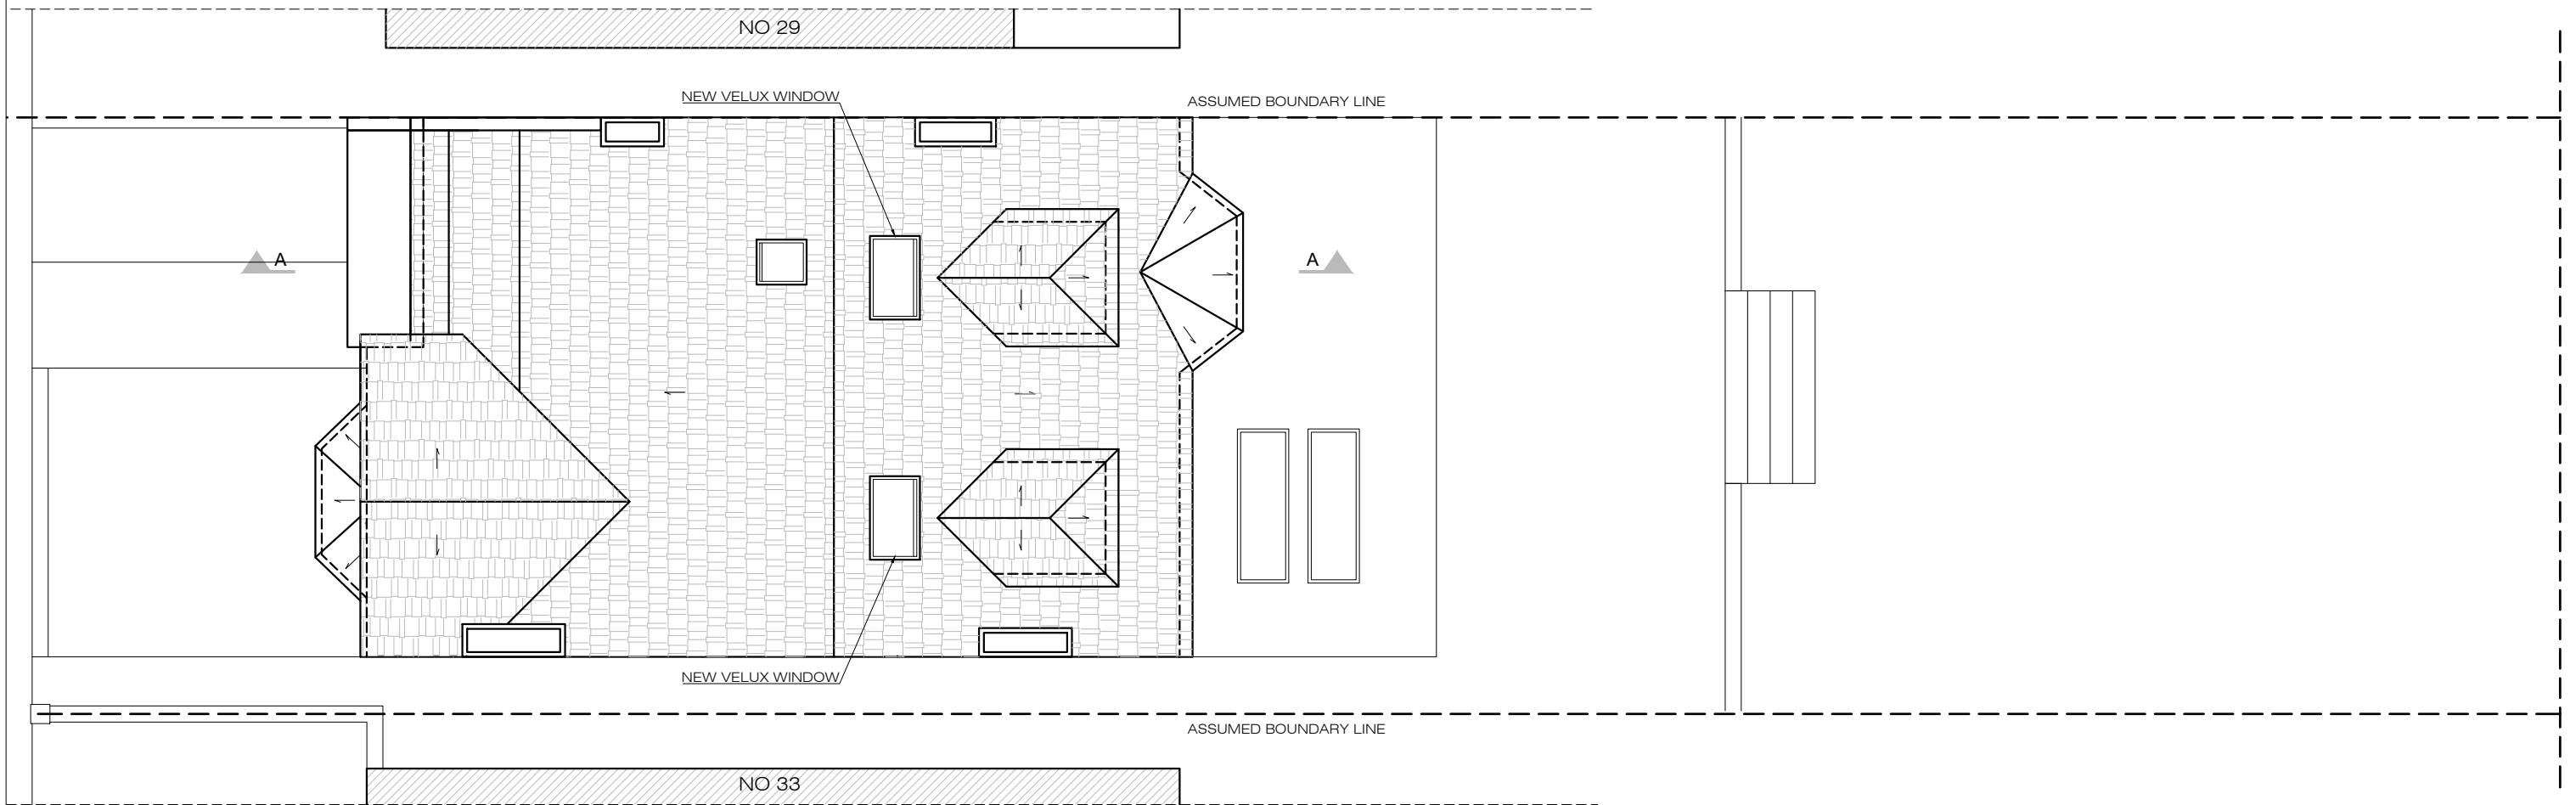 NO 29
NEW VELUX WINDOW
ASSUMED BOUNDARY LINE
A
A
NEW VELUX WINDOW
ASSUMED BOUNDARY LINE
NO 33